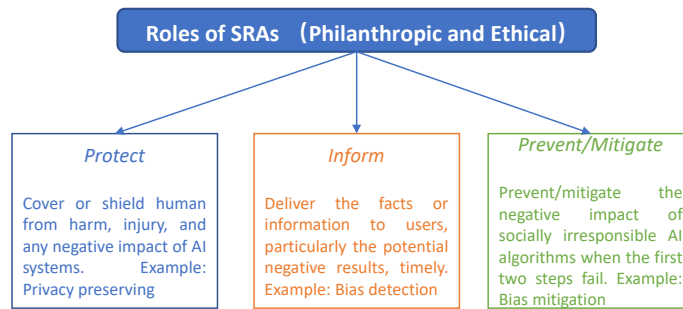 Roles of SRAs （Philanthropic and Ethical）
Protect
Cover or shield human
from harm, injury, and
any negative impact of AI
systems. Example:
Privacy preserving
Inform
Deliver the facts or
information to users,
particularly the potential
negative results, timely.
Example: Bias detection
Prevent/Mitigate
Prevent/mitigate the
negative impact of
socially irresponsible AI
algorithms when the first
two steps fail. Example:
Bias mitigation